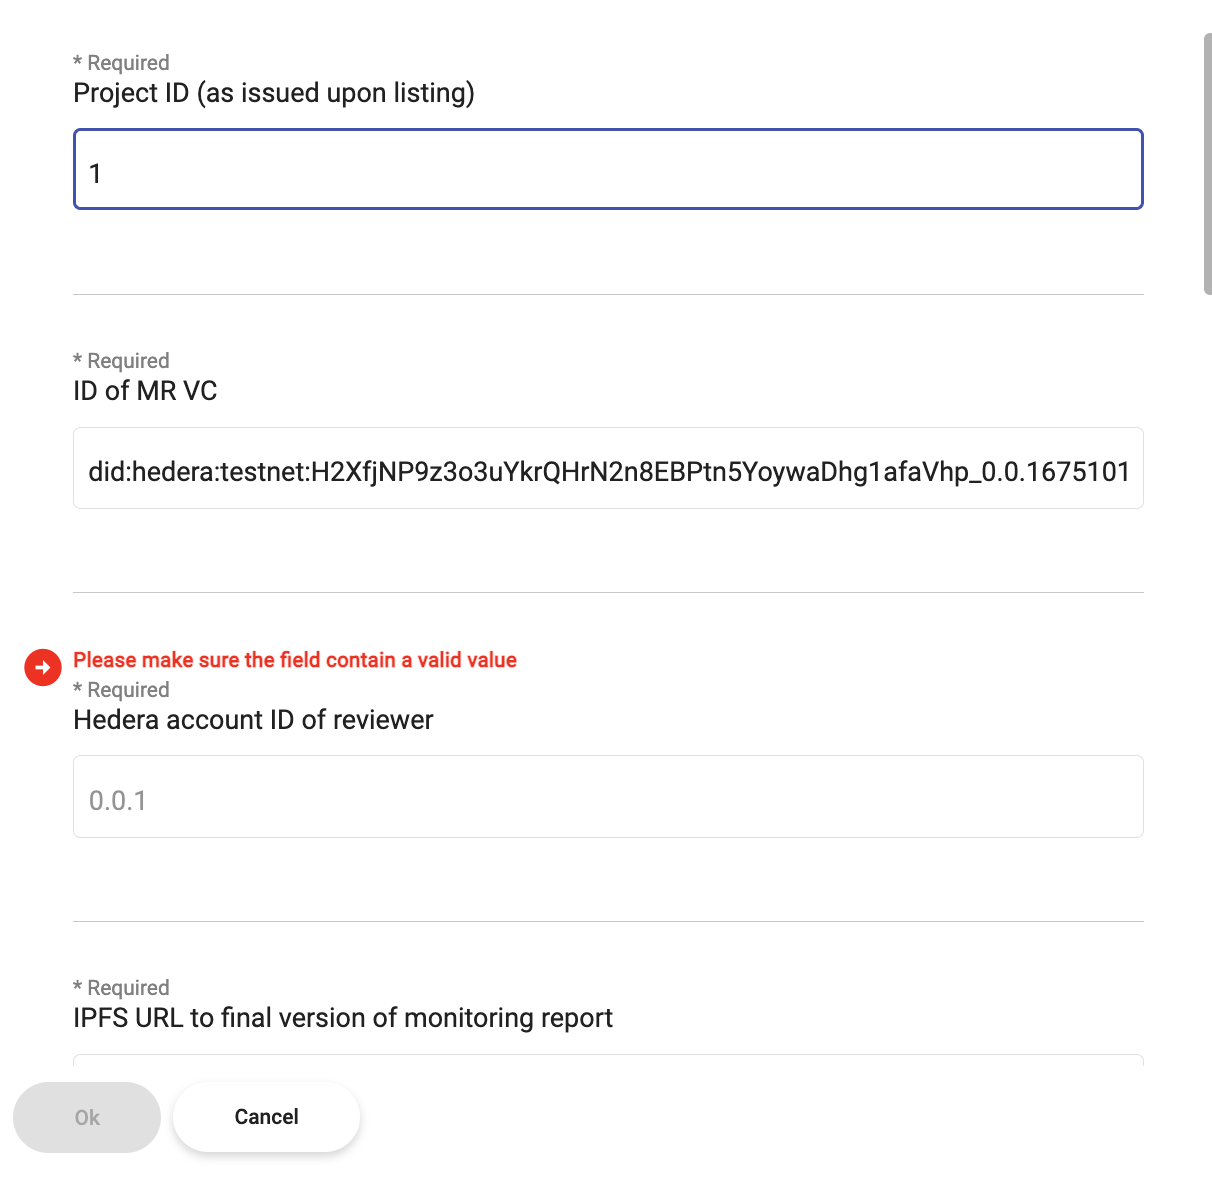 * Required
Project ID (as issued upon listing)
1
* Required
ID of MR VC
did:hedera:testnet:H2XfjNP9z3o3uYkrQHrN2n8EBPtn5YoywaDhg1afaVhp_0.0.1675101
Please make sure the field contain a valid value
* Required
Hedera account ID of reviewer
0.0.1
* Required
IPFS URL to final version of monitoring report
Ok
Cancel